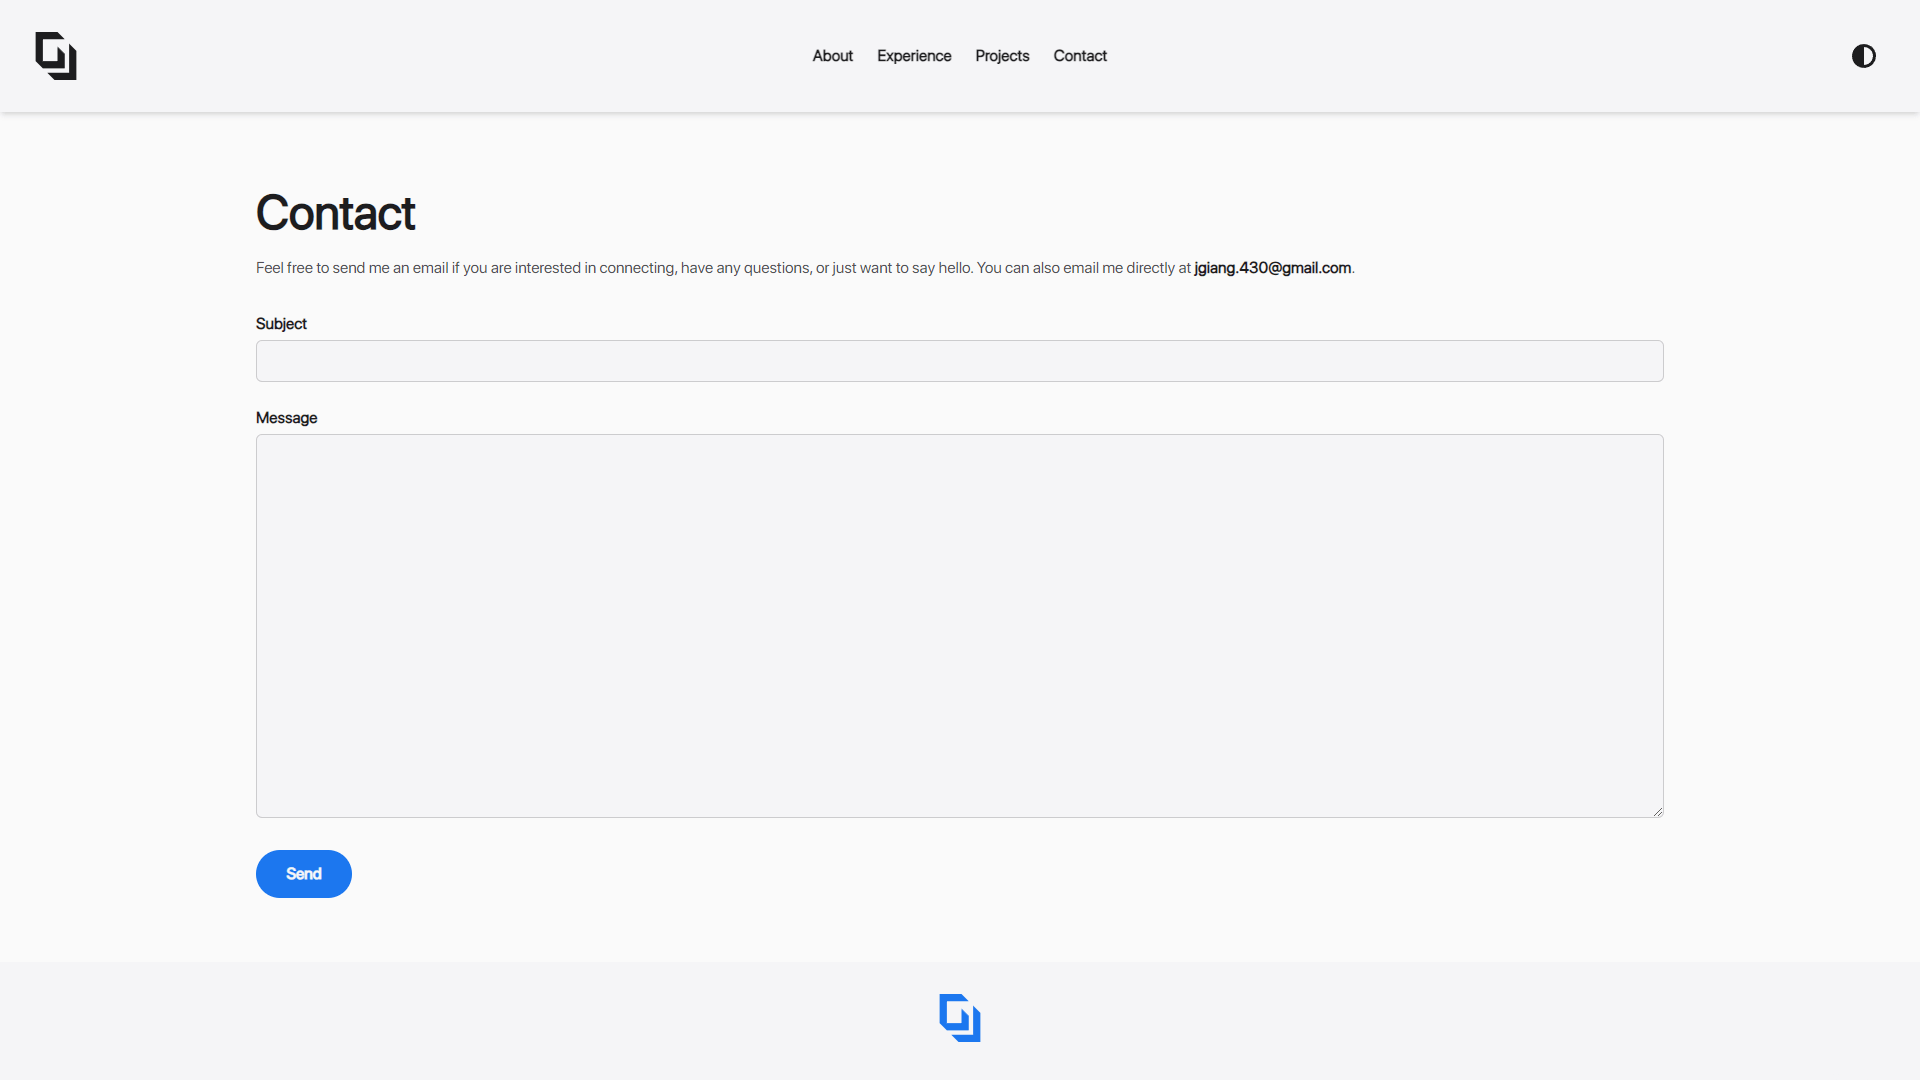 About Experience Projects Contact
Contact
Feel free to send me an email if you are interested in connecting, have any questions, or just want to say hello. You can also email me directly at jgiang.430@gmail.com.
Subject
Message
Send